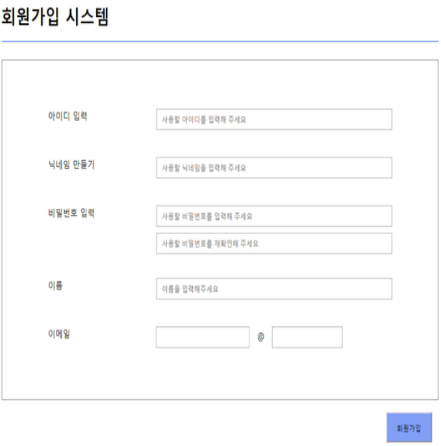 회원가입 시스템
아이디 입력
사용할 아이디를 입력해 주세요
닉네임 만들기
사용할 닉네임을 입력해 주세요
비밀번호 입력
사용할 비밀번호를 입력해 주세요
사용할 비밀번호를 재확인해 주세요
이름
이름을 입력해주세요
이메일
@
회원가입